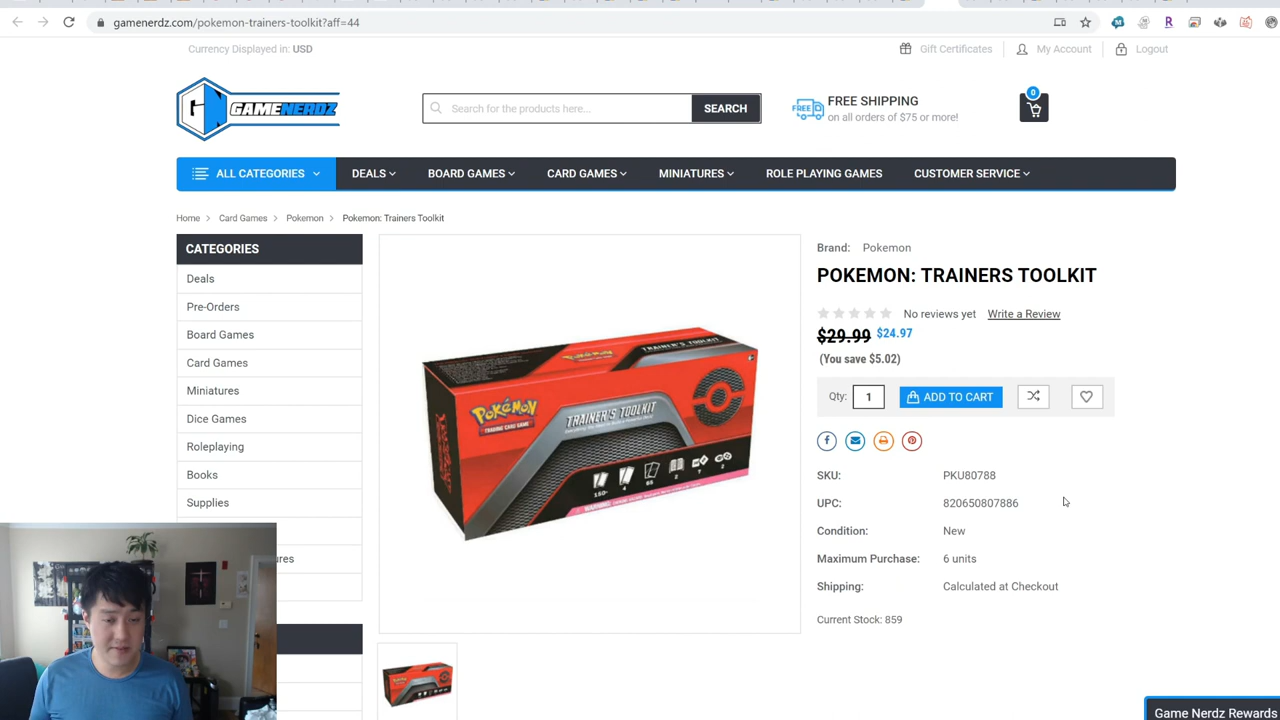 gamenerdz.com/pokemon-trainers-toolkit?aff=44
Currency Displayed in: USD
Gift Certificates
My Account
Logout
GAMENERDZ
Search for the products here...
SEARCH
FREE
FREE SHIPPING
on all orders of $75 or more!
0
ALL CATEGORIES
DEALS
BOARD GAMES
CARD GAMES
MINIATURES
ROLE PLAYING GAMES
CUSTOMER SERVICE
Home > Card Games > Pokemon > Pokemon: Trainers Toolkit
CATEGORIES
Deals
Pre-Orders
Board Games
Card Games
Miniatures
Dice Games
Roleplaying
Books
Supplies
ures
POKÉMON
TRAINER'S TOOLKIT
Pokémon
TRADING CARD GAME
TRAINER'S TOOLKIT
Brand: Pokemon
POKEMON: TRAINERS TOOLKIT
No reviews yet Write a Review
$29.99 $24.97
(You save $5.02)
Qty: 1 ADD TO CART
SKU: PKU80788
UPC: 820650807886
Condition: New
Maximum Purchase: 6 units
Shipping: Calculated at Checkout
Current Stock: 859
Game Nerdz Rewards